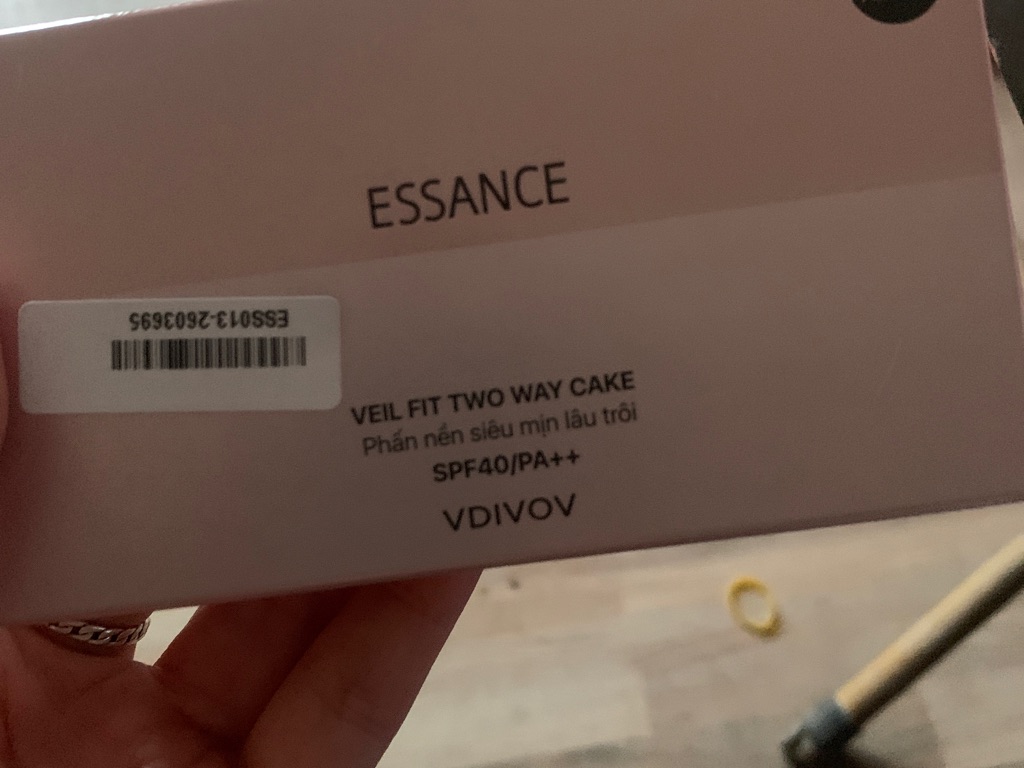 ESSANCE
ESS013-2603695
VEIL FIT TWO WAY CAKE
Phấn nền siêu mịn lâu trôi
SPF40/PA++
VDIVOV